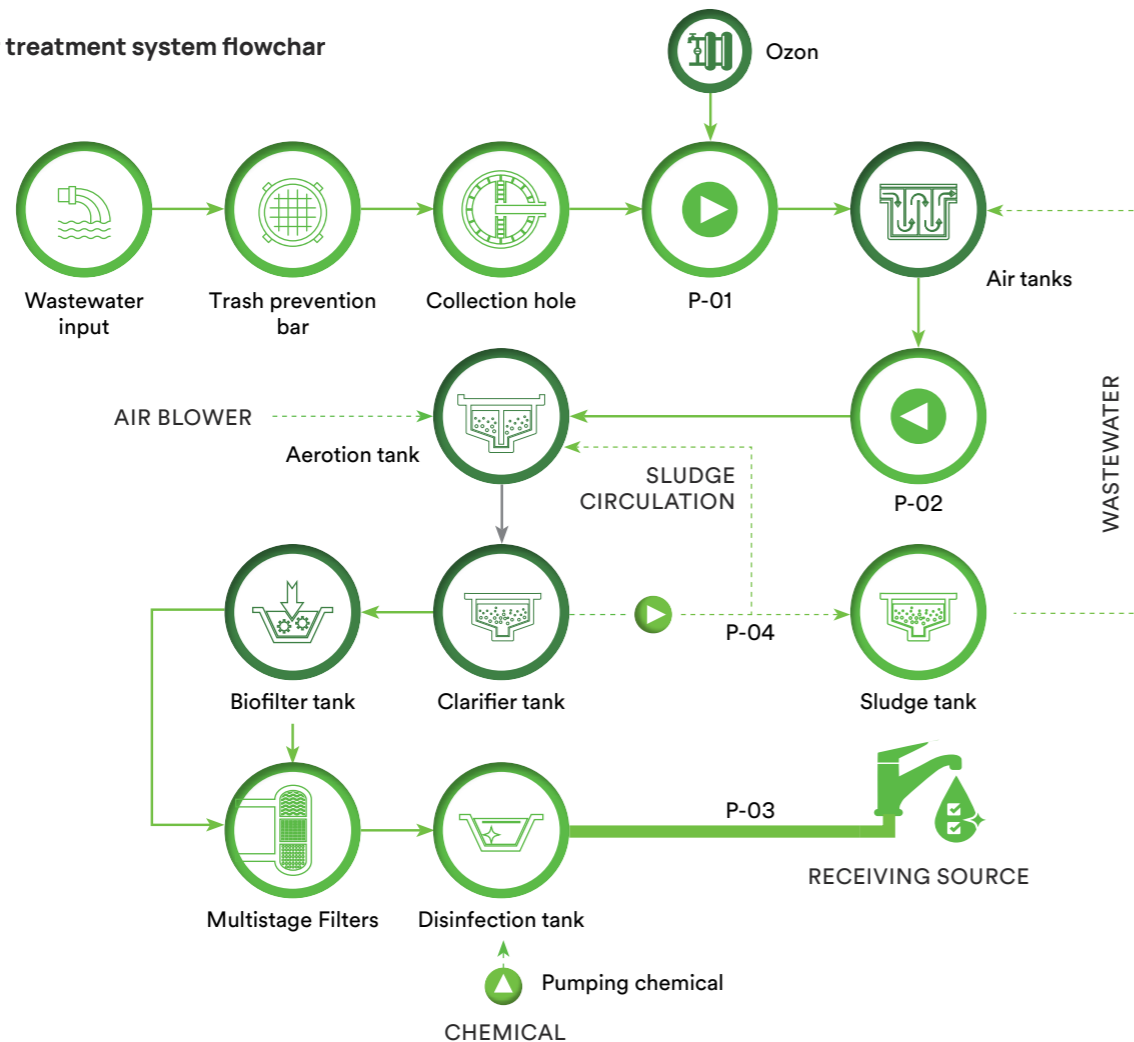 treatment system flowchar
Ozon
Wastewater
input
Trash prevention
bar
Collection hole
P-01
Air tanks
AIR BLOWER
Aerotion tank
SLUDGE
CIRCULATION
P-02
WASTEWATER
Biofilter tank
Clarifier tank
P-04
Sludge tank
P-03
RECEIVING SOURCE
Multistage Filters
Disinfection tank
Pumping chemical
CHEMICAL